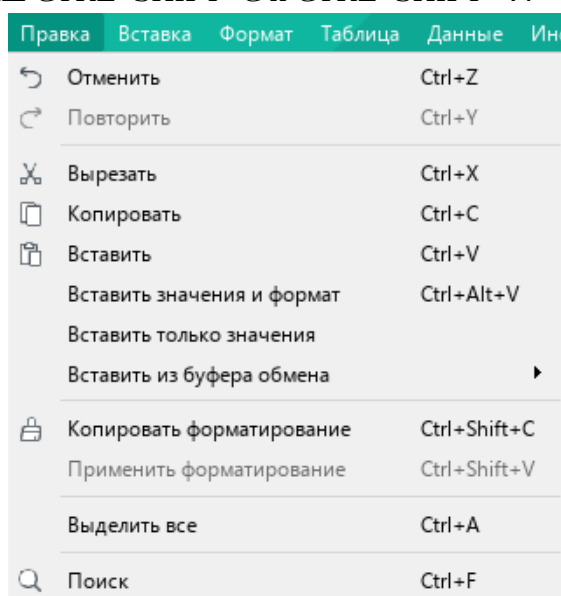 Правка Вставка Формат Таблица Данные
Отменить Ctrl+Z
Повторить Ctrl+Y
Вырезать Ctrl+X
Копировать Ctrl+C
Вставить Ctrl+V
Вставить значения и формат Ctrl+Alt+V
Вставить только значения
Вставить из буфера обмена
Копировать форматирование Ctrl+Shift+C
Применить форматирование Ctrl+Shift+V
Выделить все Ctrl+A
Поиск Ctrl+F